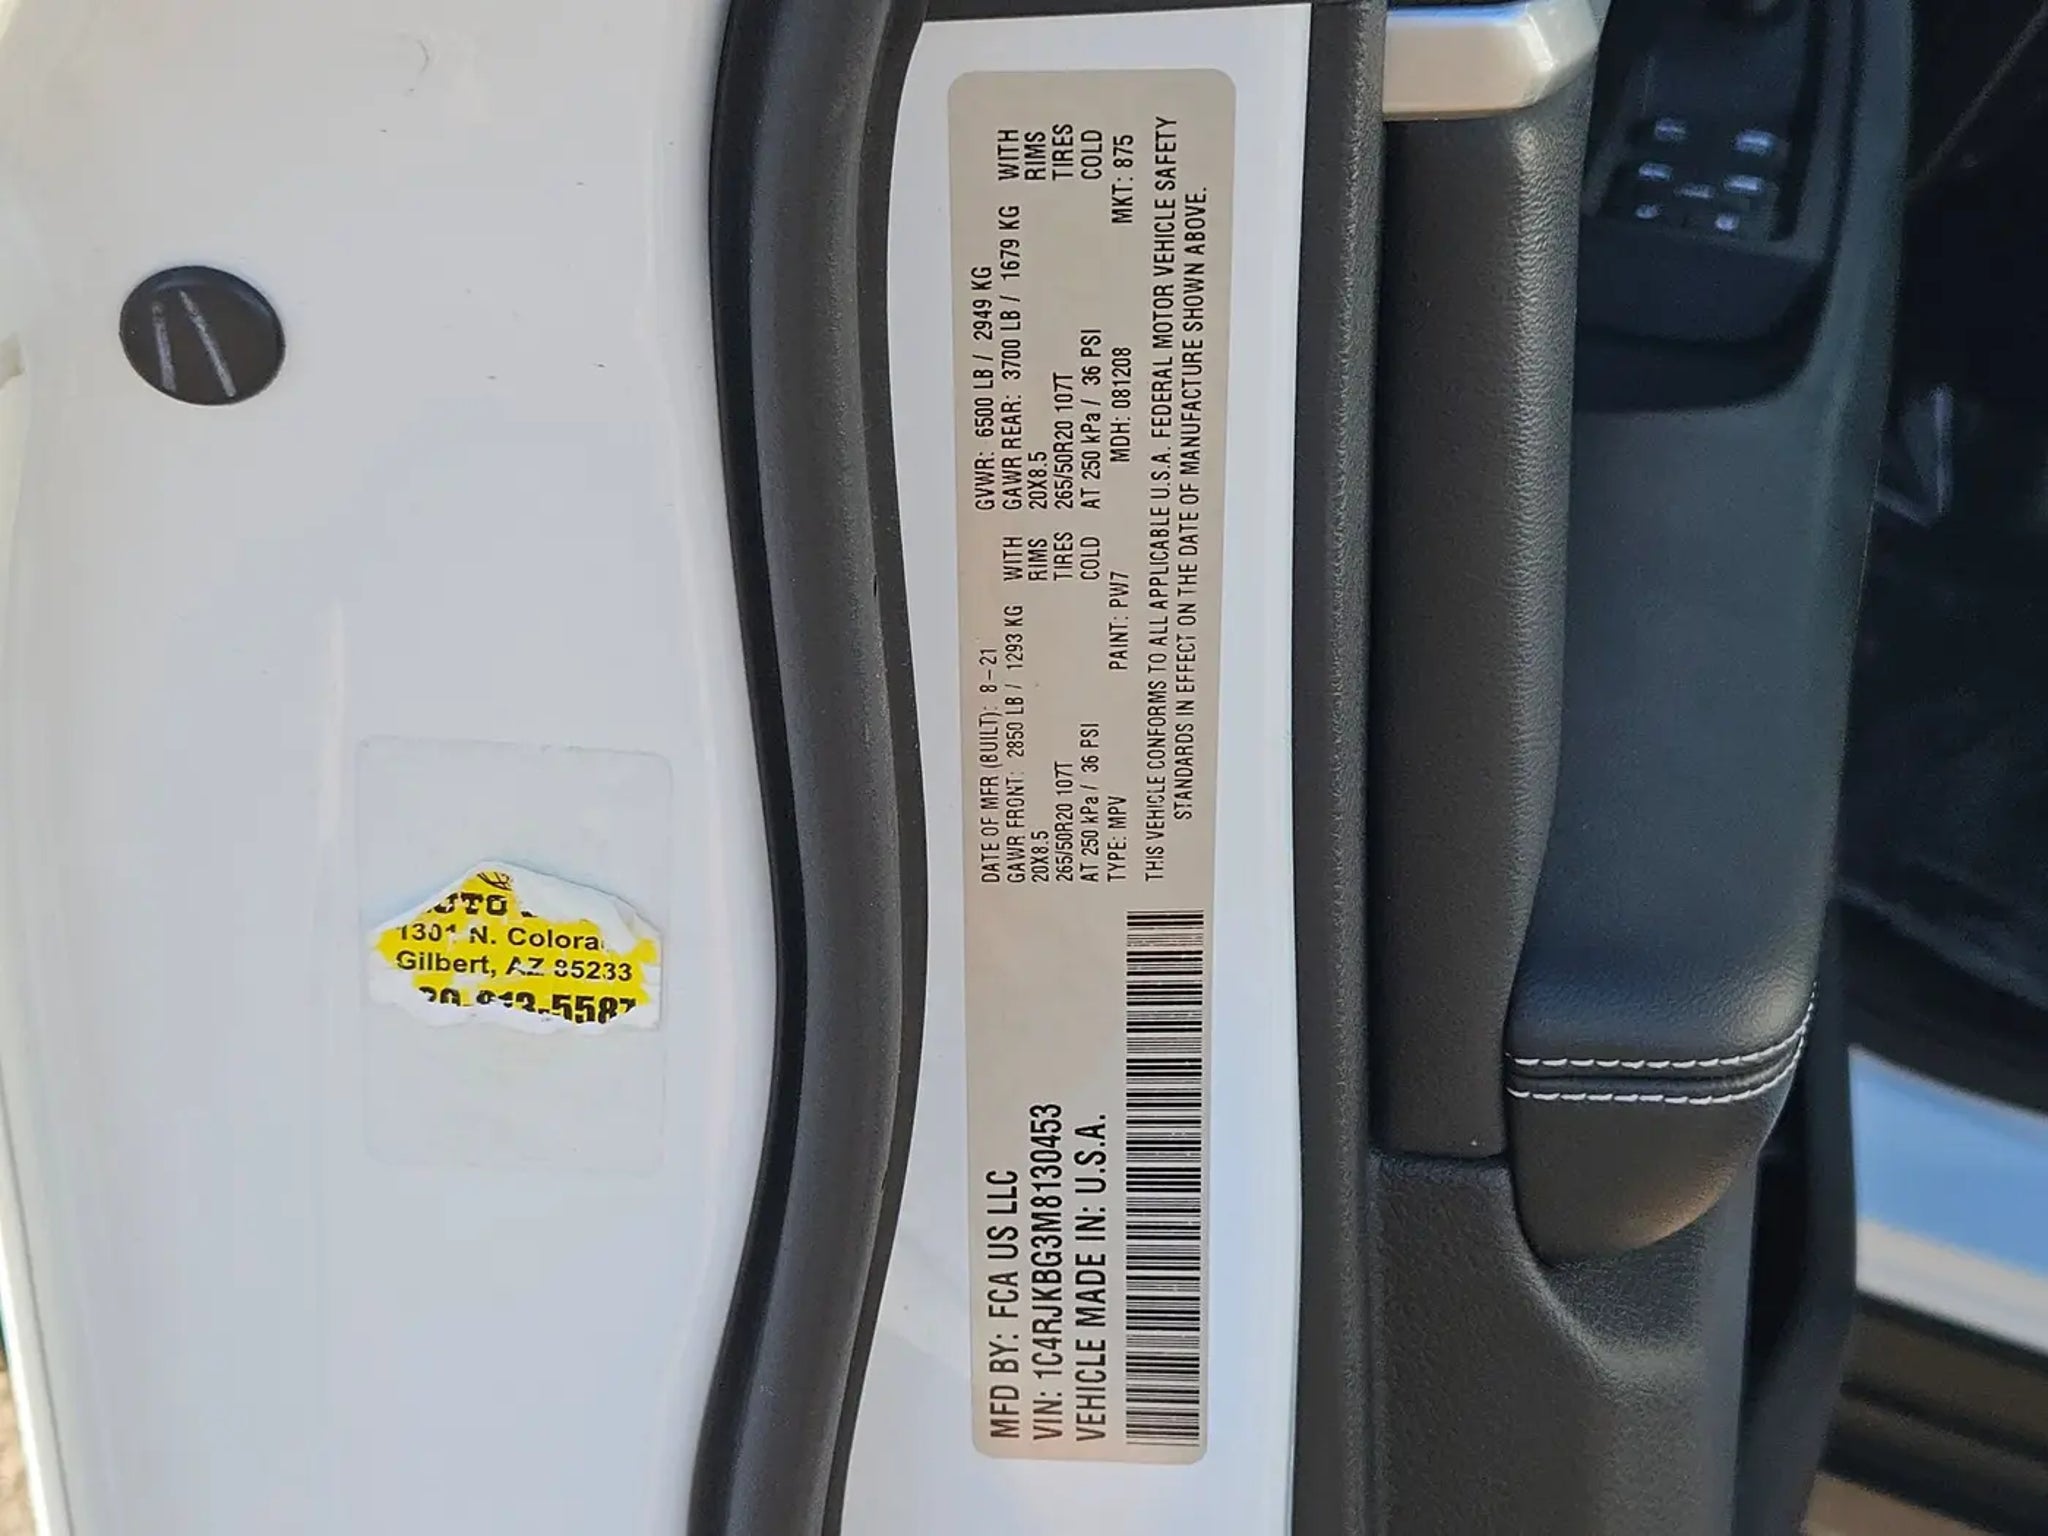 MFD BY: FCA US LLC
VIN: 1C4RJKBG3M8130453
VEHICLE MADE IN: U.S.A.
DATE OF MFR (BUILT): 8-21 GVWR: 6500 LB / 2949 KG
GAWR FRONT: 2850 LB / 1293 KG WITH GAWR REAR: 3700 LB / 1679 KG WITH
20X8.5 RIMS 20X8.5 RIMS
265/50R20 107T TIRES 265/50R20 107T TIRES
AT 250 kPa / 36 PSI COLD AT 250 kPa / 36 PSI COLD
TYPE: MPV PAINT: PW7 MDH: 081208 MKT: 875
THIS VEHICLE CONFORMS TO ALL APPLICABLE U.S.A. FEDERAL MOTOR VEHICLE SAFETY
STANDARDS IN EFFECT ON THE DATE OF MANUFACTURE SHOWN ABOVE.
1301 N. Colora
Gilbert, AZ 85233
813-5587